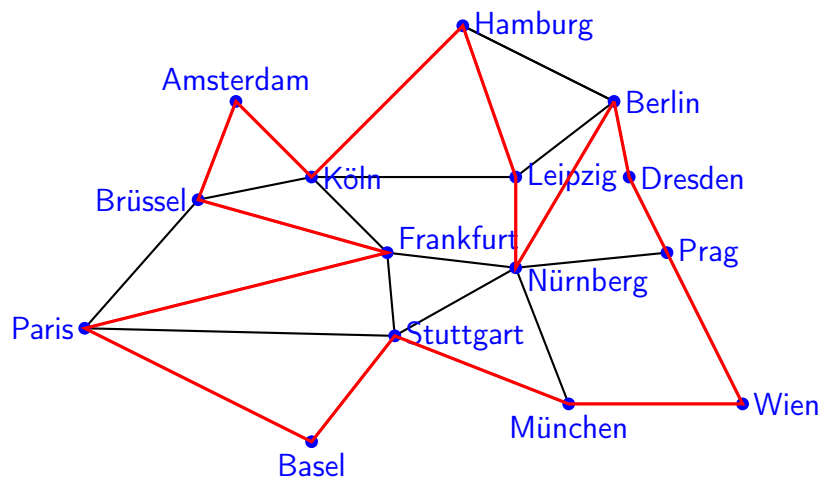 Hamburg
Amsterdam
Berlin
Köln
Leipzig
Dresden
Brüssel
Frankfurt
Prag
Nürnberg
Paris
Stuttgart
Wien
München
Basel